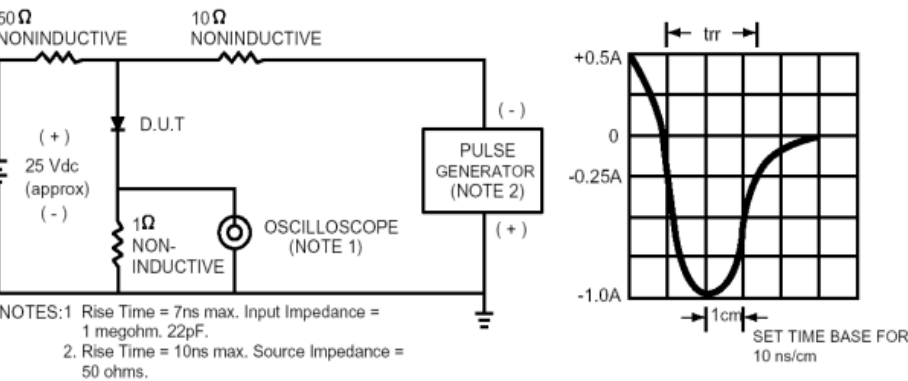 50Ω
NONINDUCTIVE
10Ω
NONINDUCTIVE
D.U.T
(+)
25 Vdc
(approx)
(-)
1Ω
NON-
INDUCTIVE
OSCILLOSCOPE
(NOTE 1)
(-)
PULSE
GENERATOR
(NOTE 2)
(+)
trr
+0.5A
0
-0.25A
-1.0A
1cm
SET TIME BASE FOR
10 ns/cm
NOTES:1 Rise Time = 7ns max. Input Impedance =
1 megohm. 22pF.
2. Rise Time = 10ns max. Source Impedance =
50 ohms.